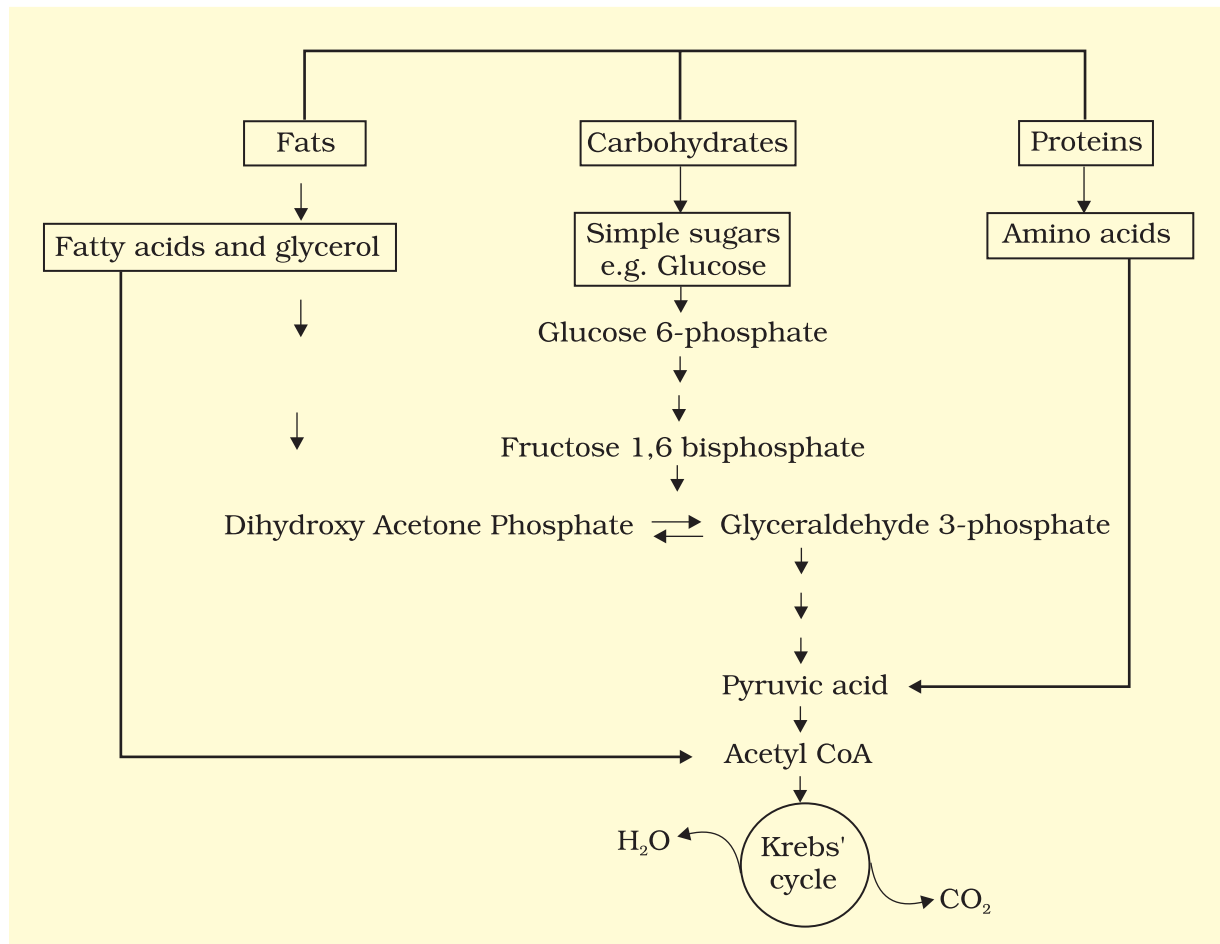 Fats
Carbohydrates
Proteins
Fatty acids and glycerol
Simple sugars
e.g. Glucose
Amino acids
Glucose 6-phosphate
Fructose 1,6 bisphosphate
Dihydroxy Acetone Phosphate
Glyceraldehyde 3-phosphate
Pyruvic acid
Acetyl CoA
H₂O
Krebs'
cycle
CO₂